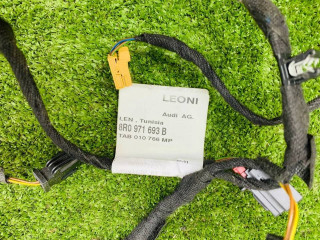 LEONI
Audi AG.
LEN - Tunisia
8R0 971 693 B
TAB 010 766 MP